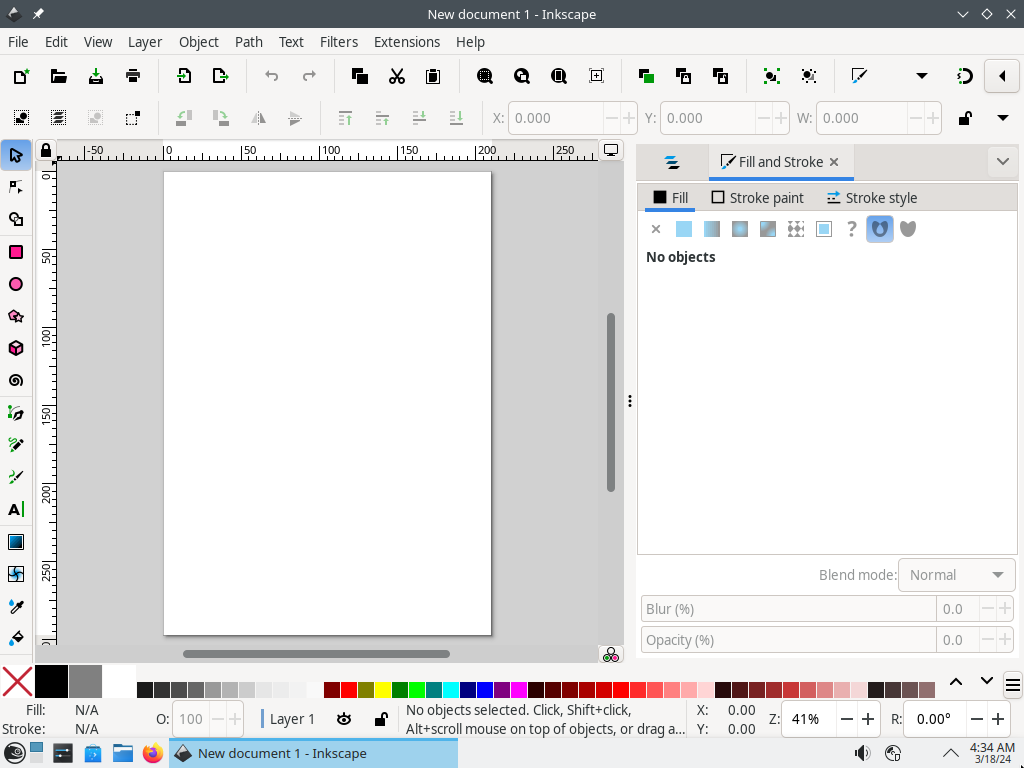 New document 1 - Inkscape
File Edit View Layer Object Path Text Filters Extensions Help
X: 0.000 Y: 0.000 W: 0.000
-50 0 50 100 150 200 250
Fill and Stroke
0 50 100 150 200 250
Fill Stroke paint Stroke style
?
No objects
A
Blend mode: Normal
Blur (%) 0.0
Opacity (%) 0.0
Fill: N/A
Stroke: N/A
O: 100
Layer 1
No objects selected. Click, Shift+click,
Alt+scroll mouse on top of objects, or drag a...
X: 0.00
Y: 0.00
Z: 41%
R: 0.00°
New document 1 - Inkscape
4:34 AM
3/18/24